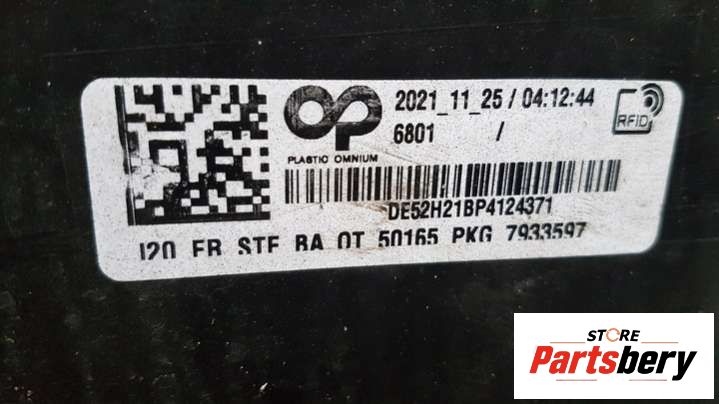 2021_11_25 / 04:12:44
6801 /
RFID
PLASTIC OMNIUM
DE52H21BP4124371
I20 FR STF BA OT 50165 PKG 7933597
STORE
Partsbery